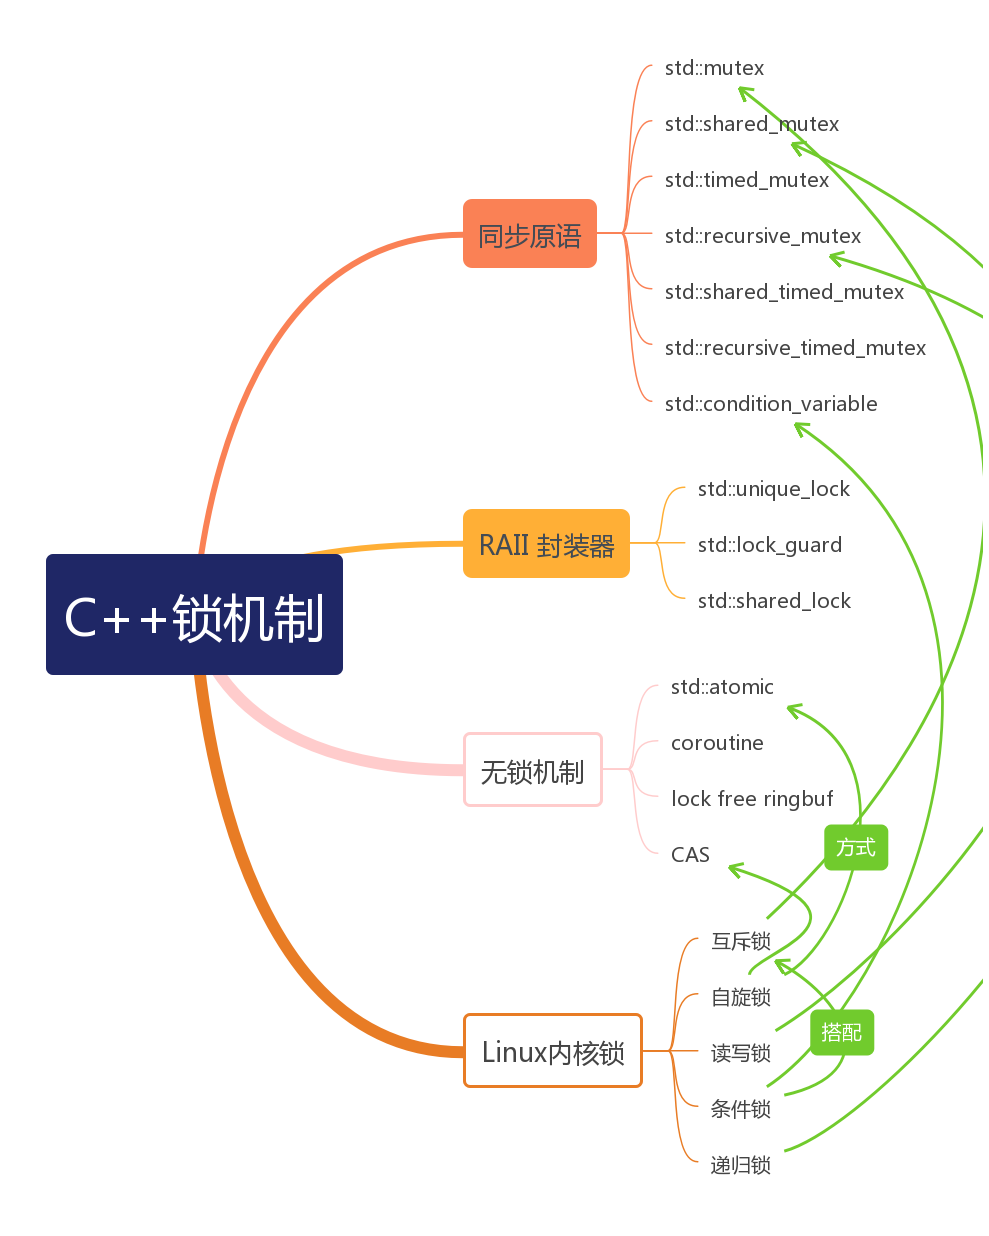 C++锁机制
同步原语
std::mutex
std::shared_mutex
std::timed_mutex
std::recursive_mutex
std::shared_timed_mutex
std::recursive_timed_mutex
std::condition_variable
RAII 封装器
std::unique_lock
std::lock_guard
std::shared_lock
无锁机制
std::atomic
coroutine
lock free ringbuf
CAS
方式
Linux内核锁
互斥锁
自旋锁
读写锁
条件锁
递归锁
搭配